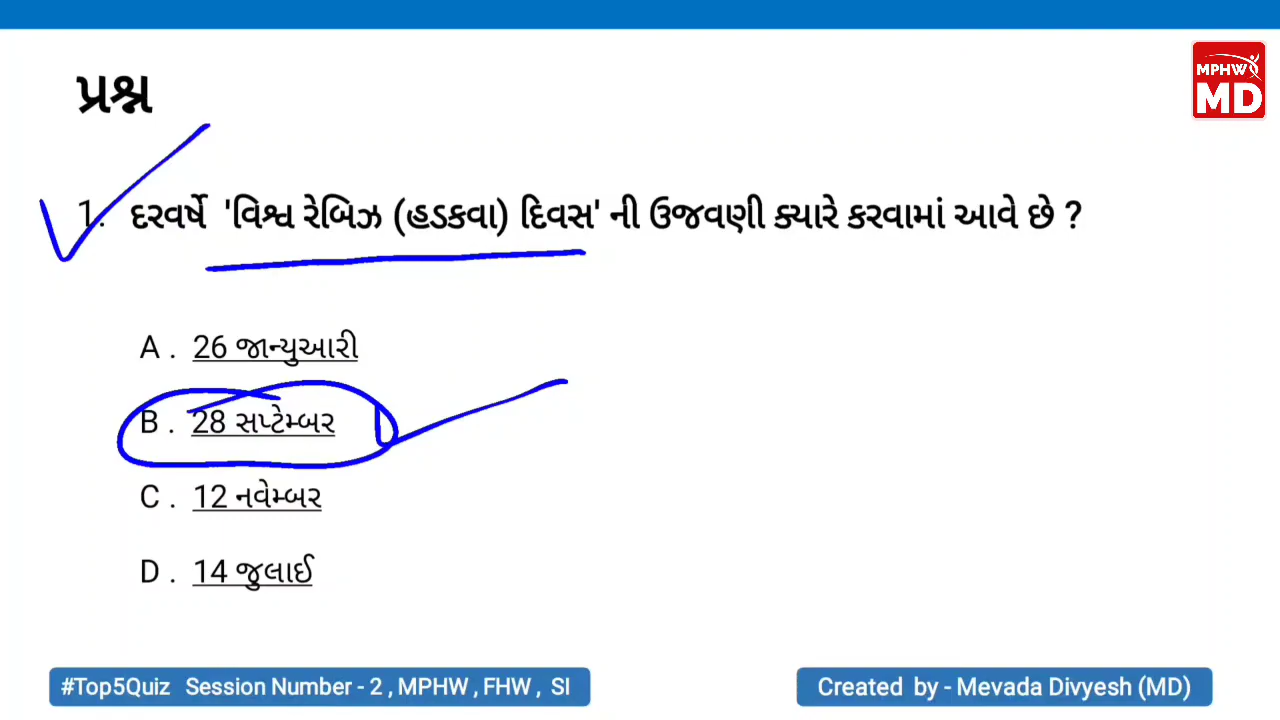 MPHW
MD
પ્રશ્ન
1. દરવર્ષે 'વિશ્વ રેબિઝ (હડકવા) દિવસ' ની ઉજવણી ક્યારે કરવામાં આવે છે ?
A . 26 જાન્યુઆરી
B . 28 સપ્ટેમ્બર
C . 12 નવેમ્બર
D . 14 જુલાઈ
#Top5Quiz Session Number - 2 , MPHW , FHW , SI
Created by - Mevada Divyesh (MD)